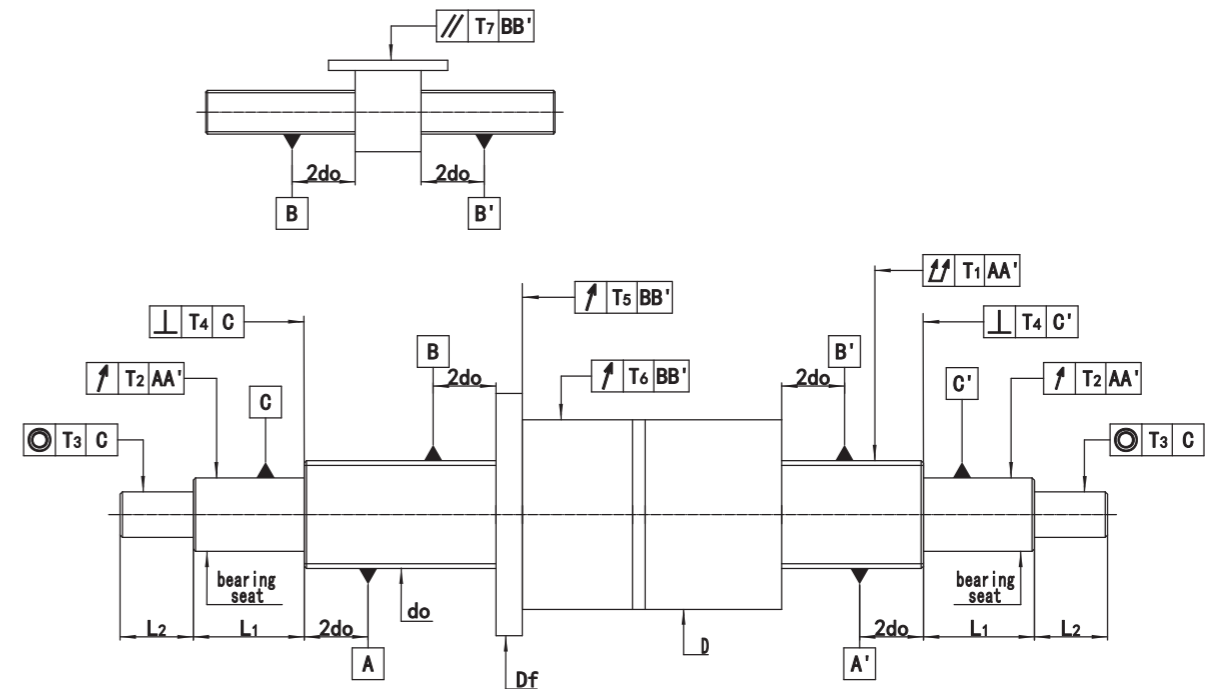 // T7 BB'
2do 2do
B B'
T1 AA'
T5 BB'
⊥ T4 C
⊥ T4 C'
B B'
T2 AA'
2do
T6 BB'
2do
C'
T2 AA'
C
◎ T3 C
◎ T3 C
bearing
seat
bearing
seat
do
L2 L1 2do
D
2do L1 L2
A A'
Df